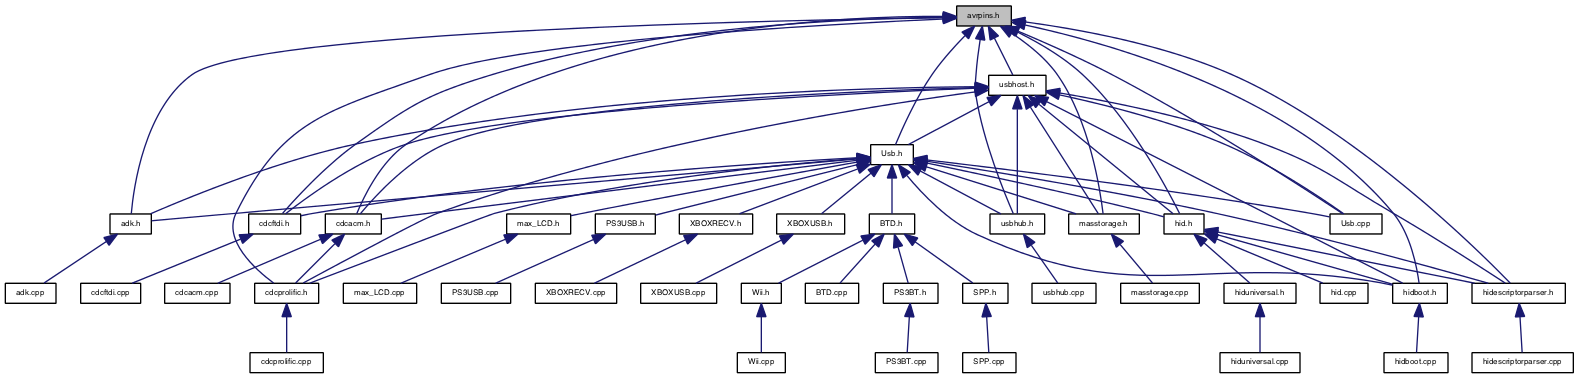 avrpins.h
usbhost.h
Usb.h
adk.h
cdcftdi.h
cdcacm.h
max_LCD.h
PS3USB.h
XBOXRECV.h
XBOXUSB.h
BTD.h
usbhub.h
masstorage.h
hid.h
Usb.cpp
adk.cpp
cdcftdi.cpp
cdcacm.cpp
cdcprolific.h
max_LCD.cpp
PS3USB.cpp
XBOXRECV.cpp
XBOXUSB.cpp
Wii.h
BTD.cpp
PS3BT.h
SPP.h
usbhub.cpp
masstorage.cpp
hiduniversal.h
hid.cpp
hidboot.h
hidescriptorparser.h
cdcprolific.cpp
Wii.cpp
PS3BT.cpp
SPP.cpp
hiduniversal.cpp
hidboot.cpp
hidescriptorparser.cpp